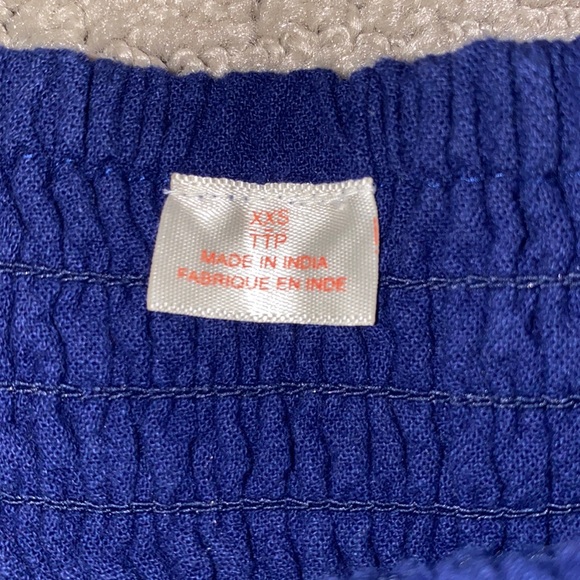 XXS
TTP
MADE IN INDIA
FABRIQUE EN INDE